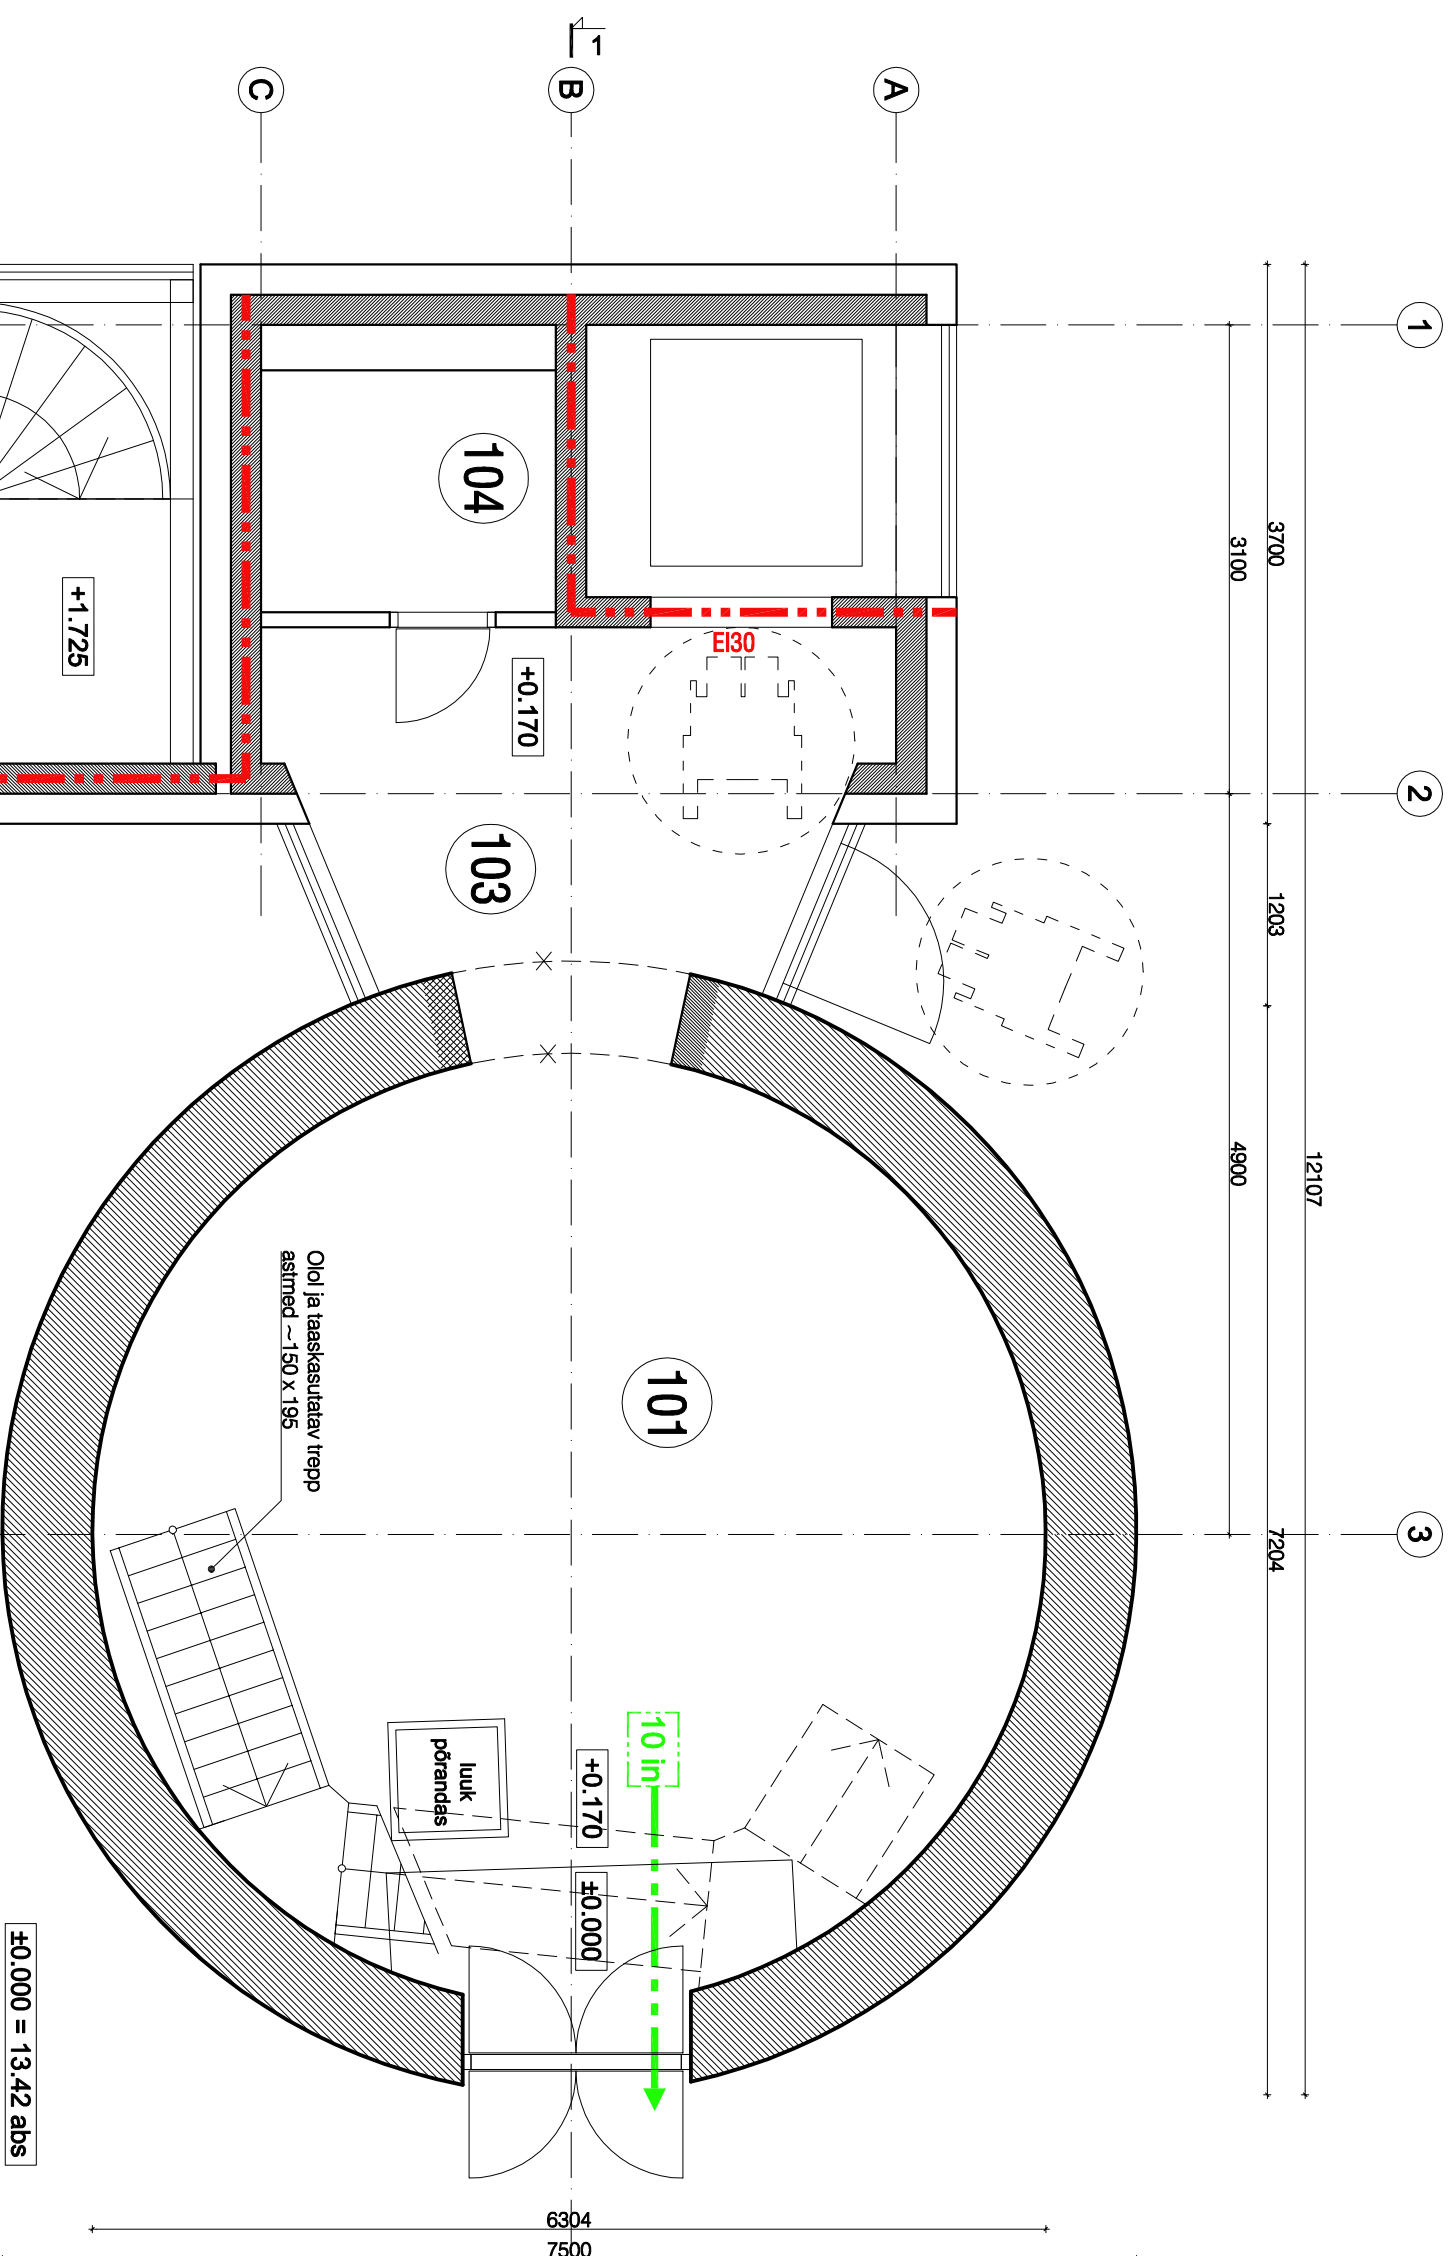 1
C
B
A
1
2
3
3100
3700
1203
4900
12107
7204
104
+1.725
EI30
+0.170
103
101
Olol ja taaskasutatav trepp
astmed ~150 x 195
10 in
luuk
põrandas
+0.170
±0.000
±0.000 = 13.42 abs
6304
7500